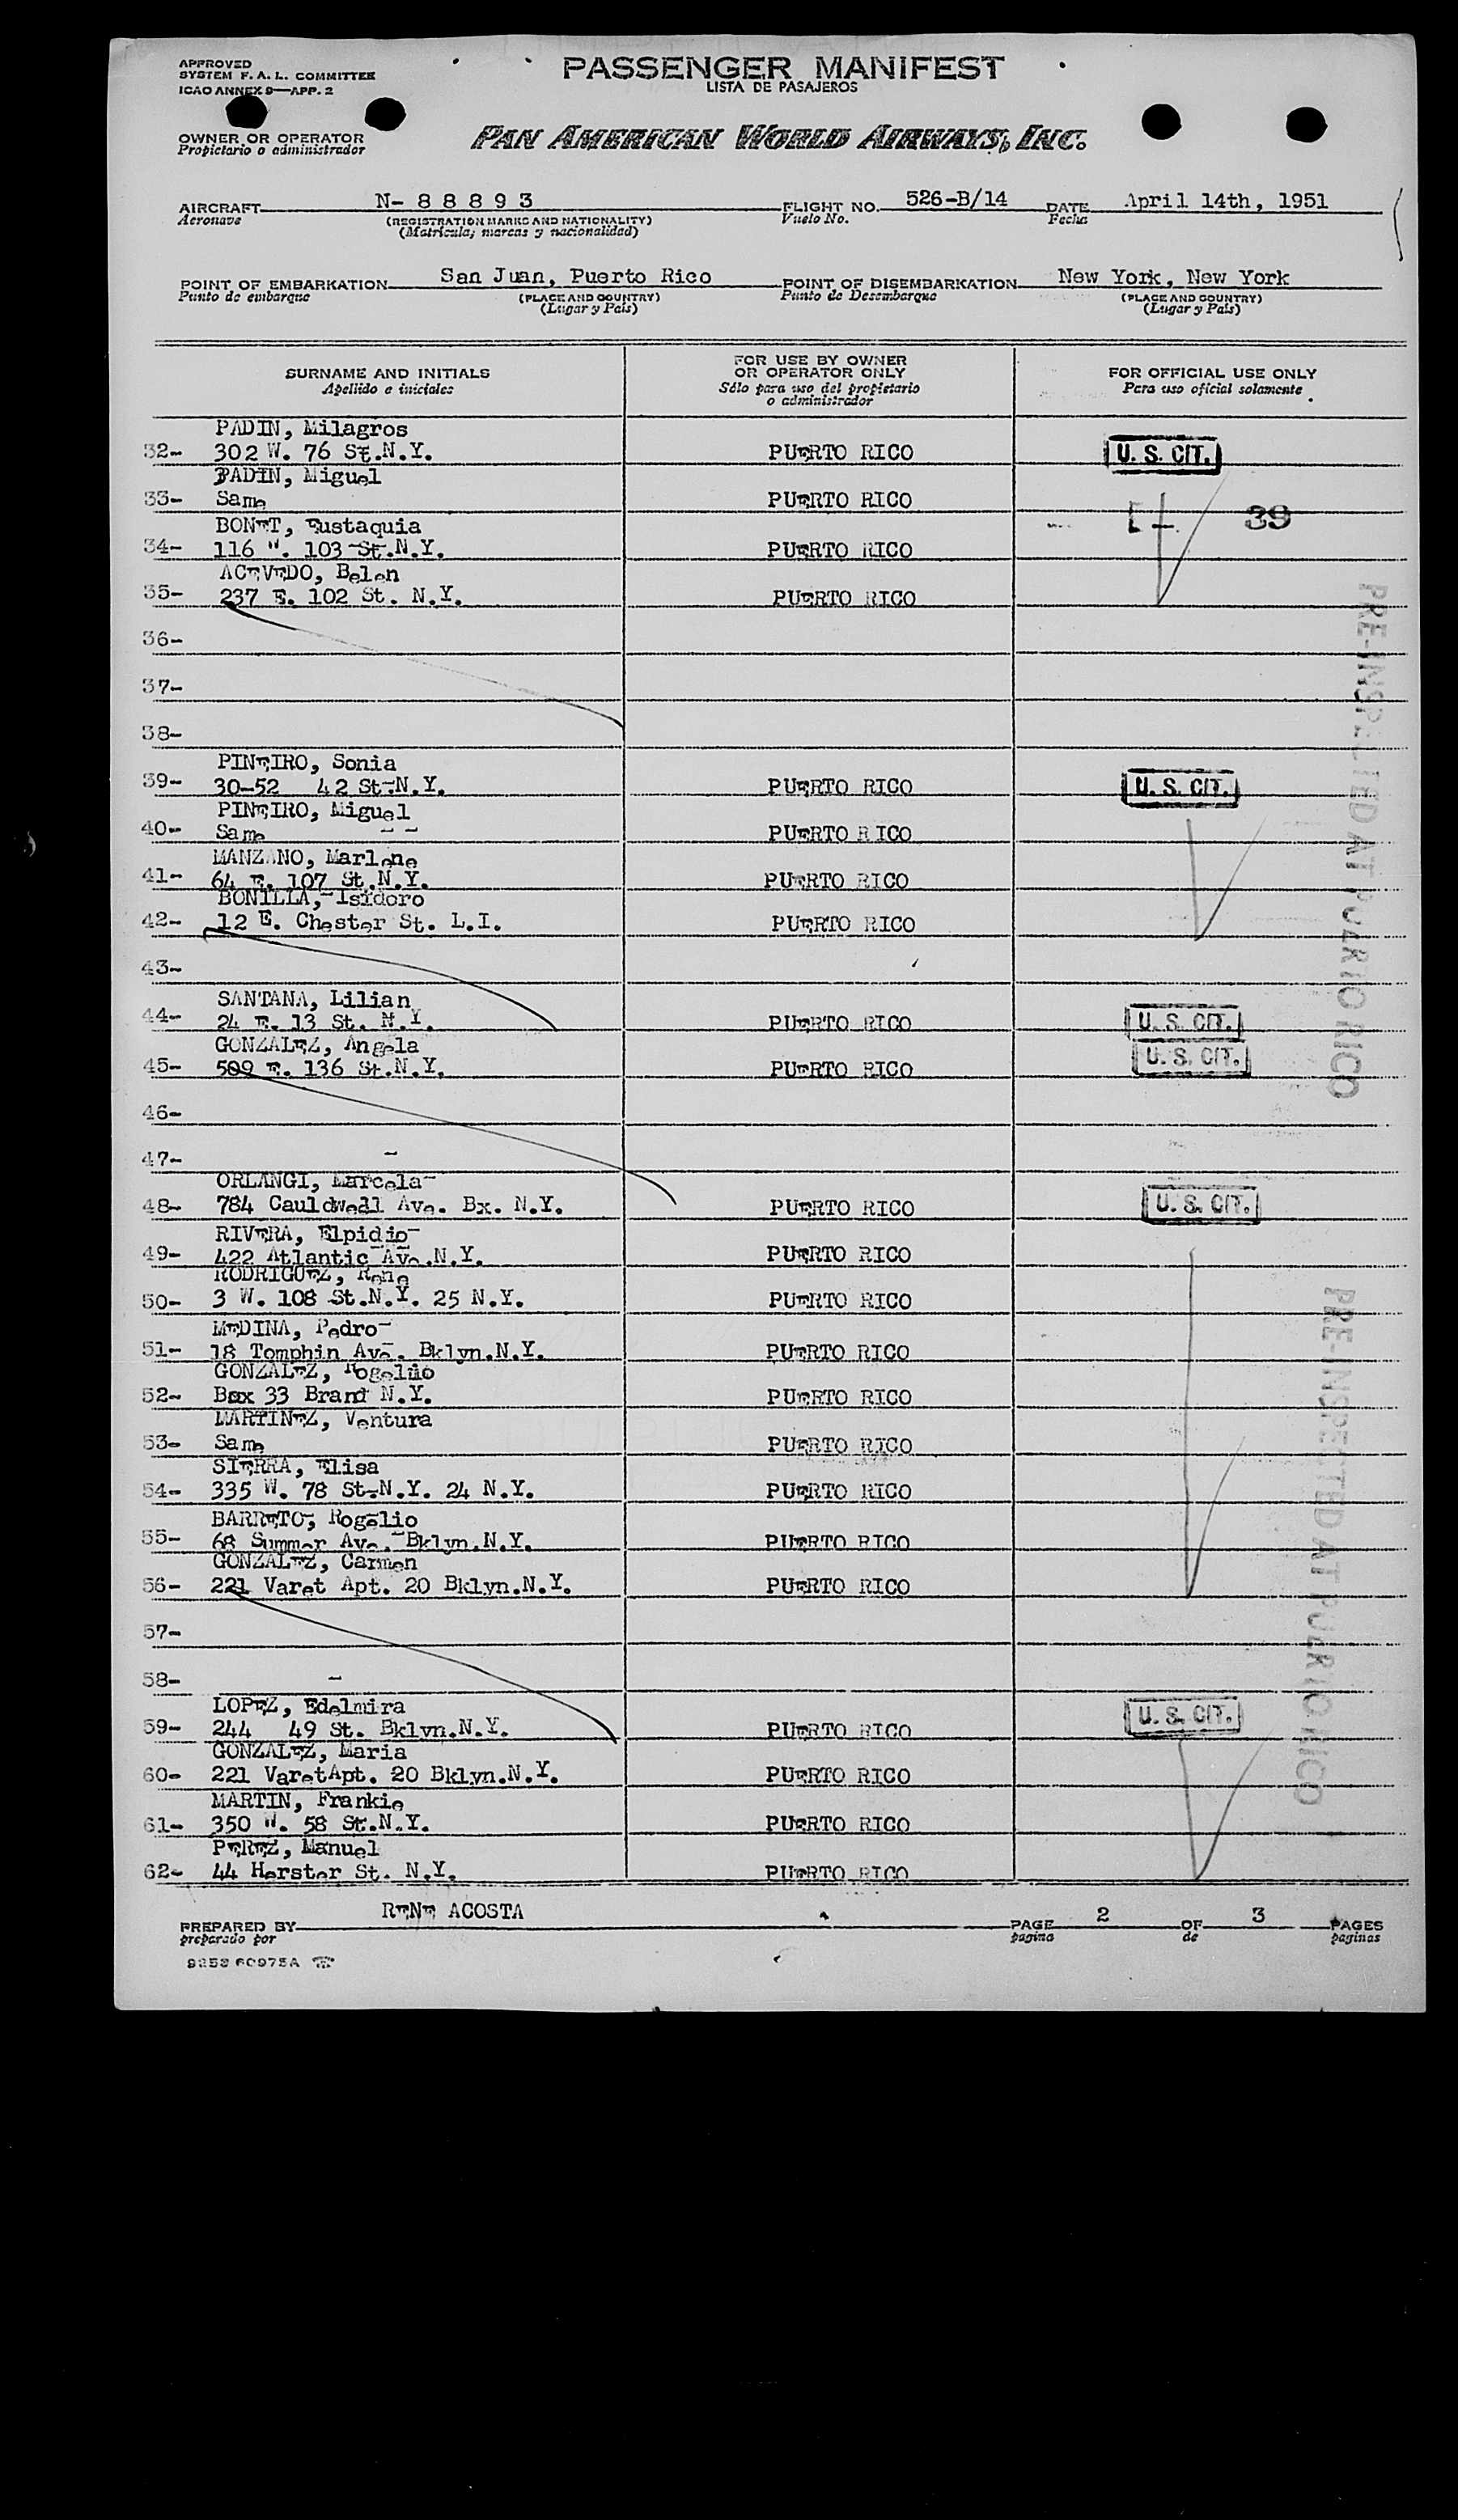 APPROVED
SYSTEM F. A. L. COMMITTEE
ICAO ANNEX 9—APP. 2
PASSENGER MANIFEST
LISTA DE PASAJEROS
OWNER OR OPERATOR
Propietario o administrador
PAN AMERICAN WORLD AIRWAYS, INC.
AIRCRAFT N- 8 8 8 9 3 FLIGHT NO. 526-B/14 DATE April 14th, 1951
Aeronave (REGISTRATION MARKS AND NATIONALITY) Vuelo No. Fecha
(Matrícula, marcas y nacionalidad)
POINT OF EMBARKATION San Juan, Puerto Rico POINT OF DISEMBARKATION New York, New York
Punto de embarque (PLACE AND COUNTRY) Punto de Desembarque (PLACE AND COUNTRY)
(Lugar y País) (Lugar y País)
SURNAME AND INITIALS
Apellido e iniciales
FOR USE BY OWNER
OR OPERATOR ONLY
Sólo para uso del propietario
o administrador
FOR OFFICIAL USE ONLY
Para uso oficial solamente
PADIN, Milagros
32- 302 W. 76 St.N.Y. PUERTO RICO U. S. CIT.
PADIN, Miguel
33- Same PUERTO RICO
BONET, Eustaquia 39
34- 116 W. 103 St.N.Y. PUERTO RICO
ACEVEDO, Belen
35- 237 E. 102 St. N.Y. PUERTO RICO
36-
37-
38-
PINEIRO, Sonia
39- 30-52 42 St.N.Y. PUERTO RICO U. S. CIT.
PINEIRO, Miguel
40- Same PUERTO RICO
MANZANO, Marlene
41- 64 E. 107 St.N.Y. PUERTO RICO
BONILLA, Isidoro
42- 12 E. Chester St. L.I. PUERTO RICO
43-
SANTANA, Lilian
44- 24 E. 13 St. N.Y. PUERTO RICO U. S. CIT.
GONZALEZ, Angela
45- 509 E. 136 St.N.Y. PUERTO RICO U. S. CIT.
46-
47-
ORLANGI, Marcela
48- 784 Cauldwell Ave. Bx. N.Y. PUERTO RICO U. S. CIT.
RIVERA, Elpidio
49- 422 Atlantic Ave.N.Y. PUERTO RICO
RODRIGUEZ, Rene
50- 3 W. 108 St.N.Y. 25 N.Y. PUERTO RICO
MEDINA, Pedro
51- 18 Tomphin Ave. Bklyn.N.Y. PUERTO RICO
GONZALEZ, Rogelio
52- Box 33 Brant N.Y. PUERTO RICO
MARTINEZ, Ventura
53- Same PUERTO RICO
SIERRA, Elisa
54- 335 W. 78 St.N.Y. 24 N.Y. PUERTO RICO
BARRETO, Rogelio
55- 68 Summer Ave. Bklyn.N.Y. PUERTO RICO
GONZALEZ, Carmen
56- 221 Varet Apt. 20 Bklyn.N.Y. PUERTO RICO
57-
58-
LOPEZ, Edelmira
59- 244 49 St. Bklyn.N.Y. PUERTO RICO U. S. CIT.
GONZALEZ, Maria
60- 221 VaretApt. 20 Bklyn.N.Y. PUERTO RICO
MARTIN, Frankie
61- 350 W. 58 St.N.Y. PUERTO RICO
PEREZ, Manuel
62- 44 Herster St. N.Y. PUERTO RICO
PRE-INSPECTED AT PUERTO RICO
PRE-INSPECTED AT PUERTO RICO
PREPARED BY RENE ACOSTA PAGE 2 OF 3 PAGES
preparado por pagina de paginas